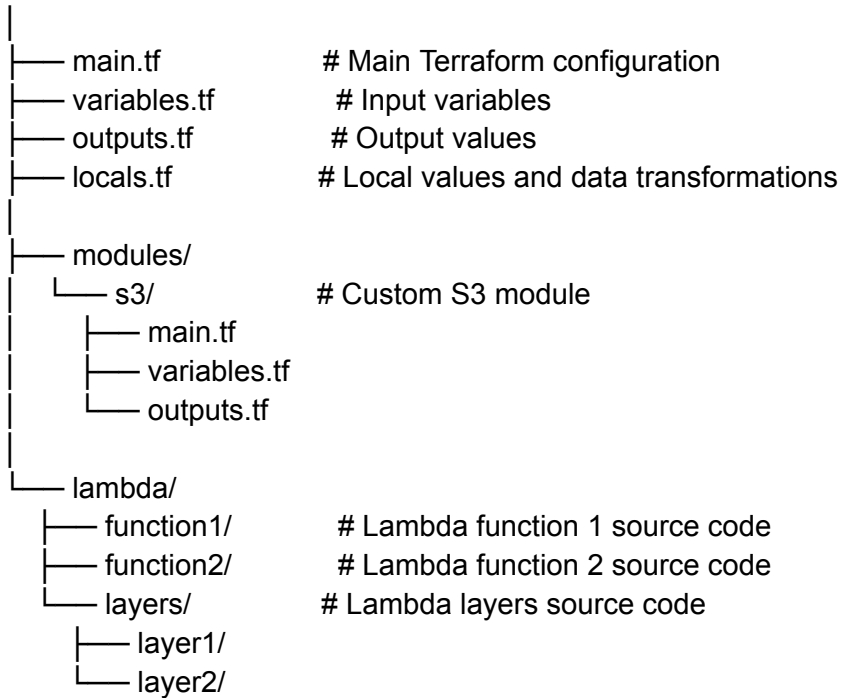 │
├── main.tf # Main Terraform configuration
├── variables.tf # Input variables
├── outputs.tf # Output values
├── locals.tf # Local values and data transformations
│
├── modules/
│ └── s3/ # Custom S3 module
│ ├── main.tf
│ ├── variables.tf
│ └── outputs.tf
│
└── lambda/
├── function1/ # Lambda function 1 source code
├── function2/ # Lambda function 2 source code
└── layers/ # Lambda layers source code
├── layer1/
└── layer2/